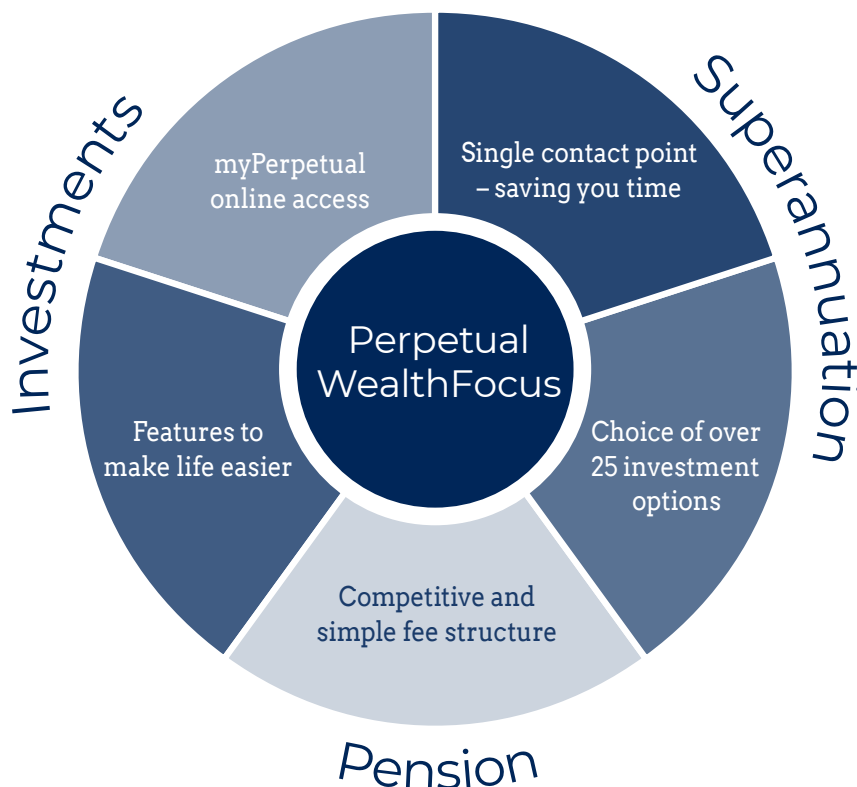 Investments
Superannuation
myPerpetual
online access
Single contact point
– saving you time
Perpetual
WealthFocus
Features to
make life easier
Choice of over
25 investment
options
Competitive and
simple fee structure
Pension